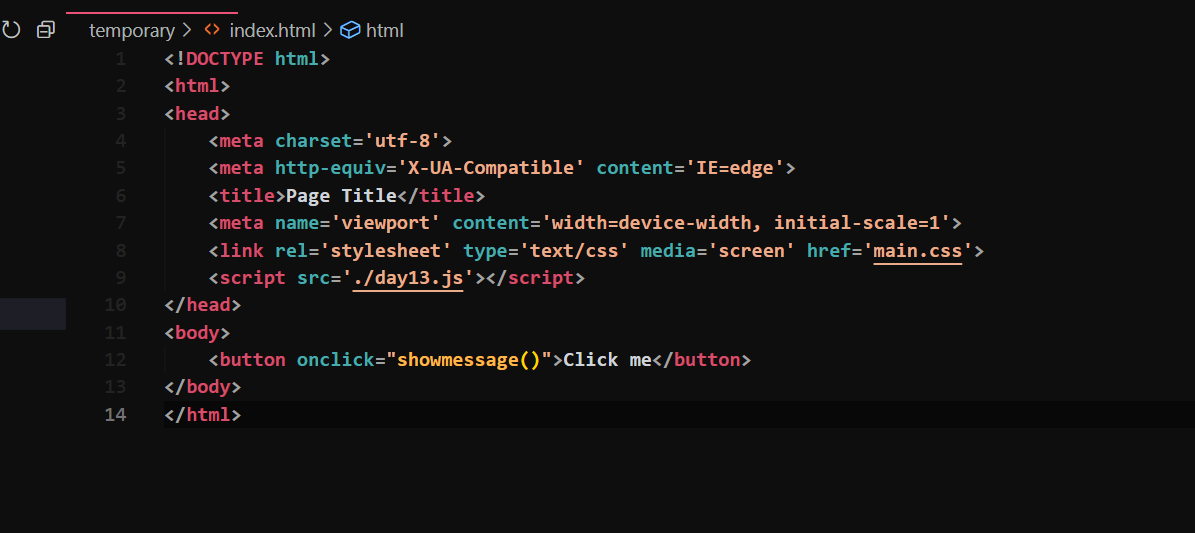 temporary > index.html > html
1 <!DOCTYPE html>
2 <html>
3 <head>
4     <meta charset='utf-8'>
5     <meta http-equiv='X-UA-Compatible' content='IE=edge'>
6     <title>Page Title</title>
7     <meta name='viewport' content='width=device-width, initial-scale=1'>
8     <link rel='stylesheet' type='text/css' media='screen' href='main.css'>
9     <script src='./day13.js'></script>
10 </head>
11 <body>
12     <button onclick="showmessage()">Click me</button>
13 </body>
14 </html>